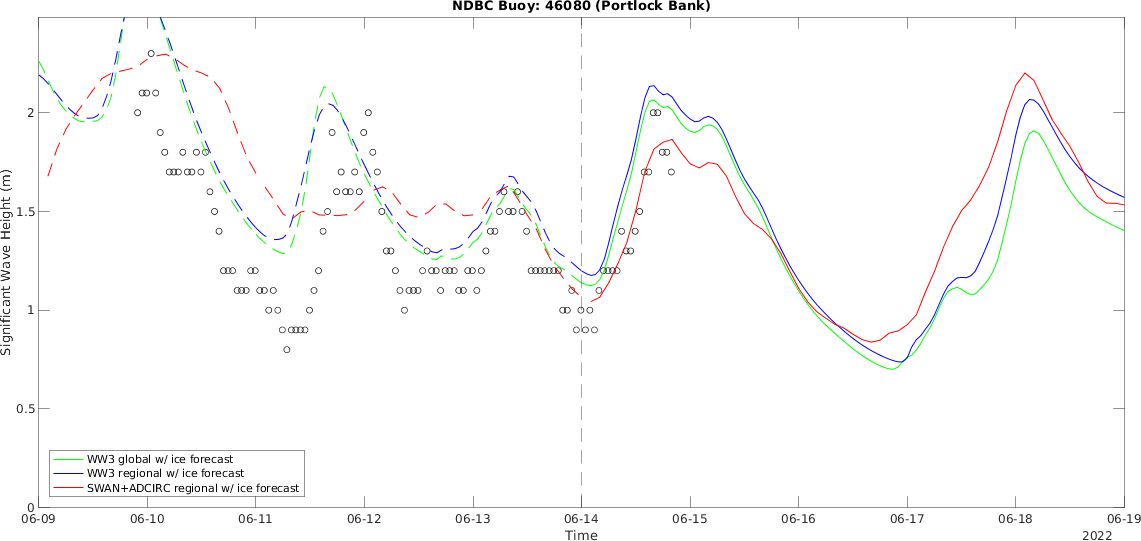 NDBC Buoy: 46080 (Portlock Bank)
Significant Wave Height (m)
2
1.5
1
0.5
0
WW3 global w/ ice forecast
WW3 regional w/ ice forecast
SWAN+ADCIRC regional w/ ice forecast
06-09 06-10 06-11 06-12 06-13 06-14 06-15 06-16 06-17 06-18 06-19
Time
2022